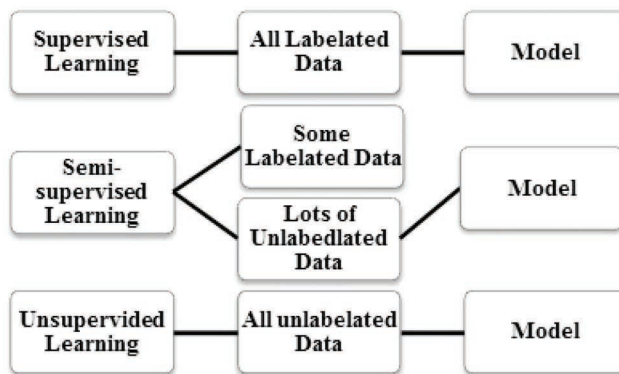 Supervised
Learning
All Labelated
Data
Model
Semi-
supervised
Learning
Some
Labelated Data
Lots of
Unlabedlated
Data
Model
Unsupervided
Learning
All unlabelated
Data
Model